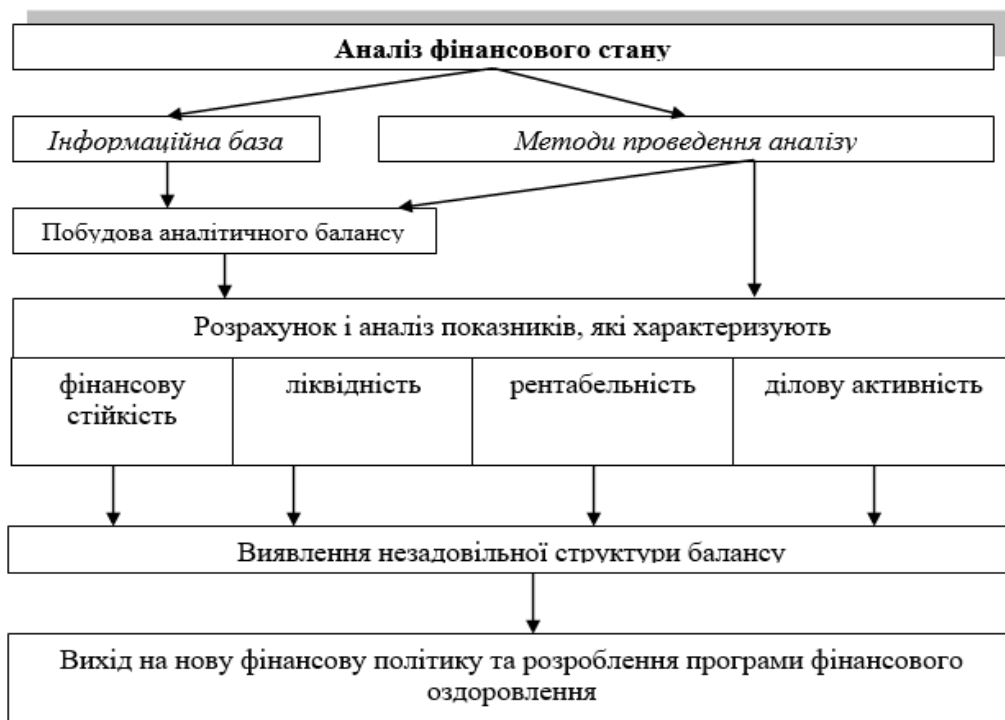 Аналіз фінансового стану
Інформаційна база
Методи проведення аналізу
Побудова аналітичного балансу
Розрахунок і аналіз показників, які характеризують
фінансову
стійкість
ліквідність
рентабельність
ділову активність
Виявлення незадовільної структури балансу
Вихід на нову фінансову політику та розроблення програми фінансового
оздоровлення